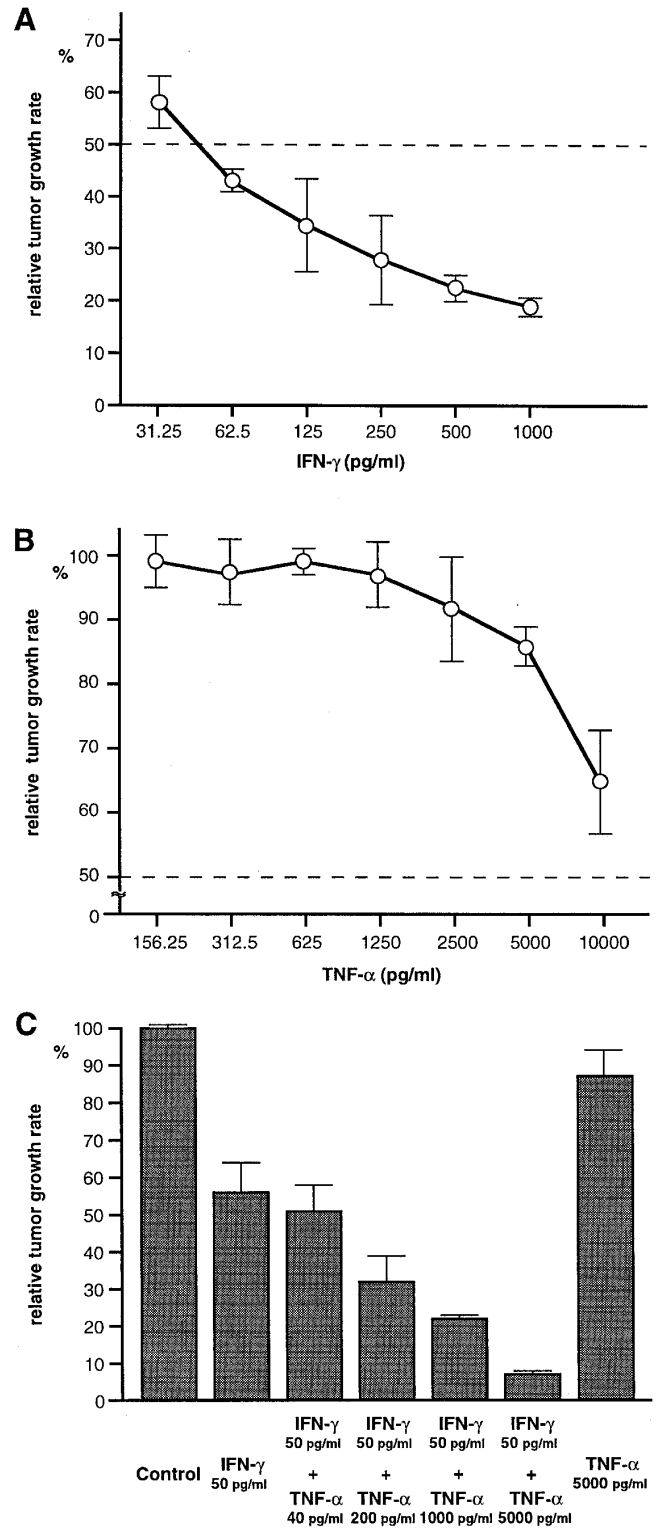 A
%
relative tumor growth rate
70
60
50
40
30
20
10
0
31.25 62.5 125 250 500 1000
IFN-γ (pg/ml)
B
%
relative tumor growth rate
100
90
80
70
60
50
0
156.25 312.5 625 1250 2500 5000 10000
TNF-α (pg/ml)
C
%
relative tumor growth rate
100
90
80
70
60
50
40
30
20
10
0
Control
IFN-γ
50 pg/ml
IFN-γ
50 pg/ml
+
TNF-α
40 pg/ml
IFN-γ
50 pg/ml
+
TNF-α
200 pg/ml
IFN-γ
50 pg/ml
+
TNF-α
1000 pg/ml
IFN-γ
50 pg/ml
+
TNF-α
5000 pg/ml
TNF-α
5000 pg/ml